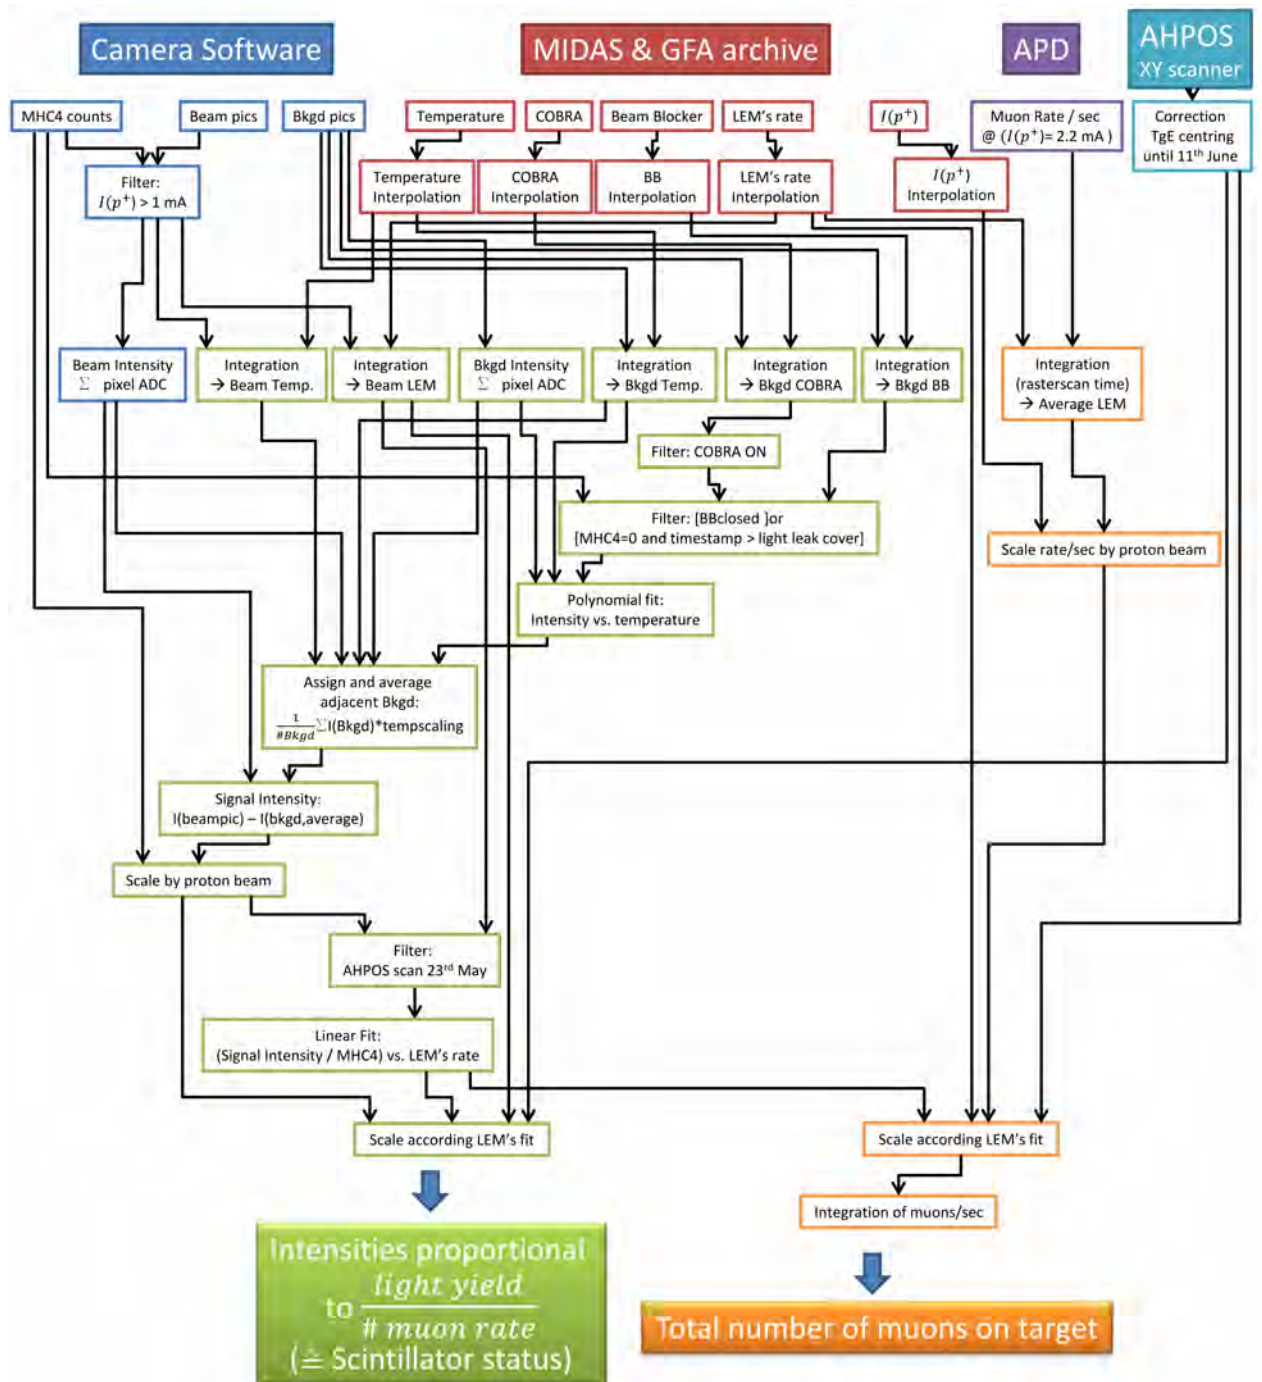 Camera Software
MIDAS & GFA archive
APD
AHPOS
XY scanner
MHC4 counts
Beam pics
Bkgd pics
Temperature
COBRA
Beam Blocker
LEM's rate
I(p⁺)
Muon Rate / sec
@ (I(p⁺)= 2.2 mA )
Correction
TgE centring
until 11th June
Filter:
I(p⁺) > 1 mA
Temperature
Interpolation
COBRA
Interpolation
BB
Interpolation
LEM's rate
Interpolation
I(p⁺)
Interpolation
Beam Intensity
Σ pixel ADC
Integration
→ Beam Temp.
Integration
→ Beam LEM
Bkgd Intensity
Σ pixel ADC
Integration
→ Bkgd Temp.
Integration
→ Bkgd COBRA
Integration
→ Bkgd BB
Integration
(rasterscan time)
→ Average LEM
Filter: COBRA ON
Filter: [BBclosed ]or
[MHC4=0 and timestamp > light leak cover]
Scale rate/sec by proton beam
Polynomial fit:
Intensity vs. temperature
Assign and average
adjacent Bkgd:
1/#Bkgd ΣI(Bkgd)*tempscaling
Signal Intensity:
I(beampic) – I(bkgd,average)
Scale by proton beam
Filter:
AHPOS scan 23rd May
Linear Fit:
(Signal Intensity / MHC4) vs. LEM's rate
Scale according LEM's fit
Scale according LEM's fit
Integration of muons/sec
Intensities proportional
to light yield / # muon rate
(≙ Scintillator status)
Total number of muons on target